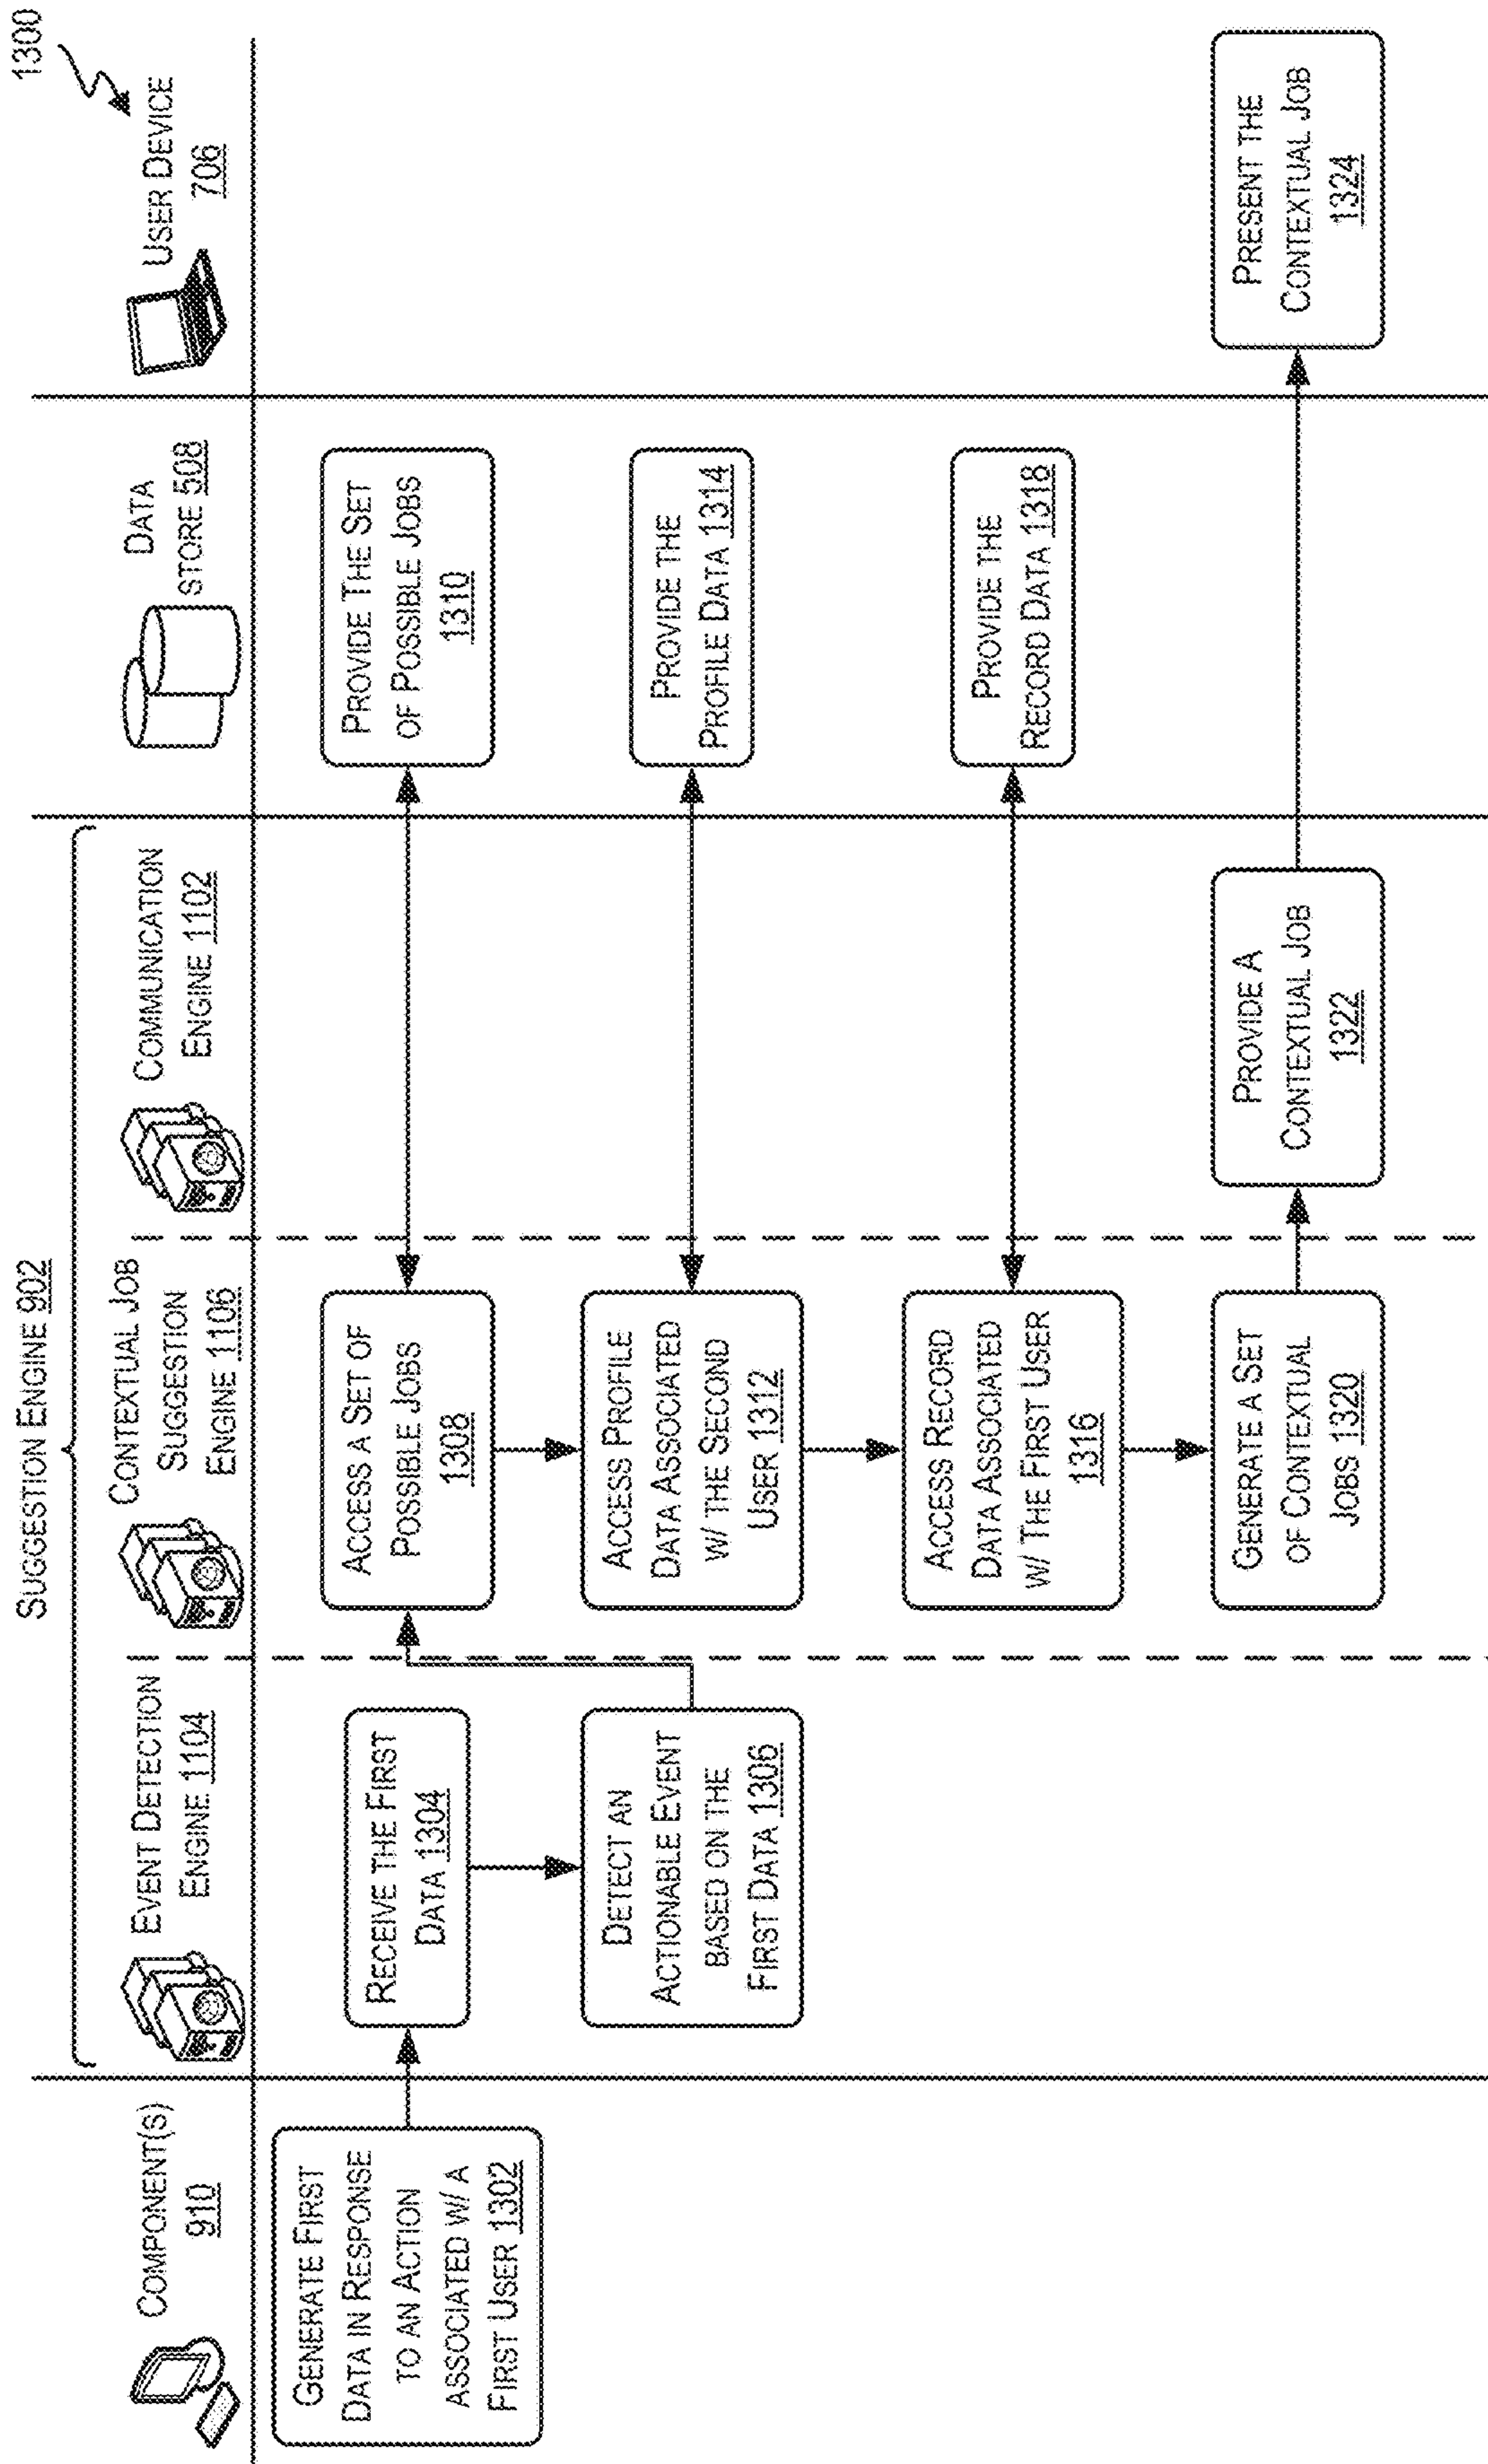 1300
SUGGESTION ENGINE 902
COMPONENT(S)
910
EVENT DETECTION
ENGINE 1104
CONTEXTUAL JOB
SUGGESTION
ENGINE 1106
COMMUNICATION
ENGINE 1102
DATA
STORE 508
USER DEVICE
706
GENERATE FIRST
DATA IN RESPONSE
TO AN ACTION
ASSOCIATED W/ A
FIRST USER 1302
RECEIVE THE FIRST
DATA 1304
DETECT AN
ACTIONABLE EVENT
BASED ON THE
FIRST DATA 1306
ACCESS A SET OF
POSSIBLE JOBS
1308
PROVIDE THE SET
OF POSSIBLE JOBS
1310
ACCESS PROFILE
DATA ASSOCIATED
W/ THE SECOND
USER 1312
PROVIDE THE
PROFILE DATA 1314
ACCESS RECORD
DATA ASSOCIATED
W/ THE FIRST USER
1316
PROVIDE THE
RECORD DATA 1318
GENERATE A SET
OF CONTEXTUAL
JOBS 1320
PROVIDE A
CONTEXTUAL JOB
1322
PRESENT THE
CONTEXTUAL JOB
1324